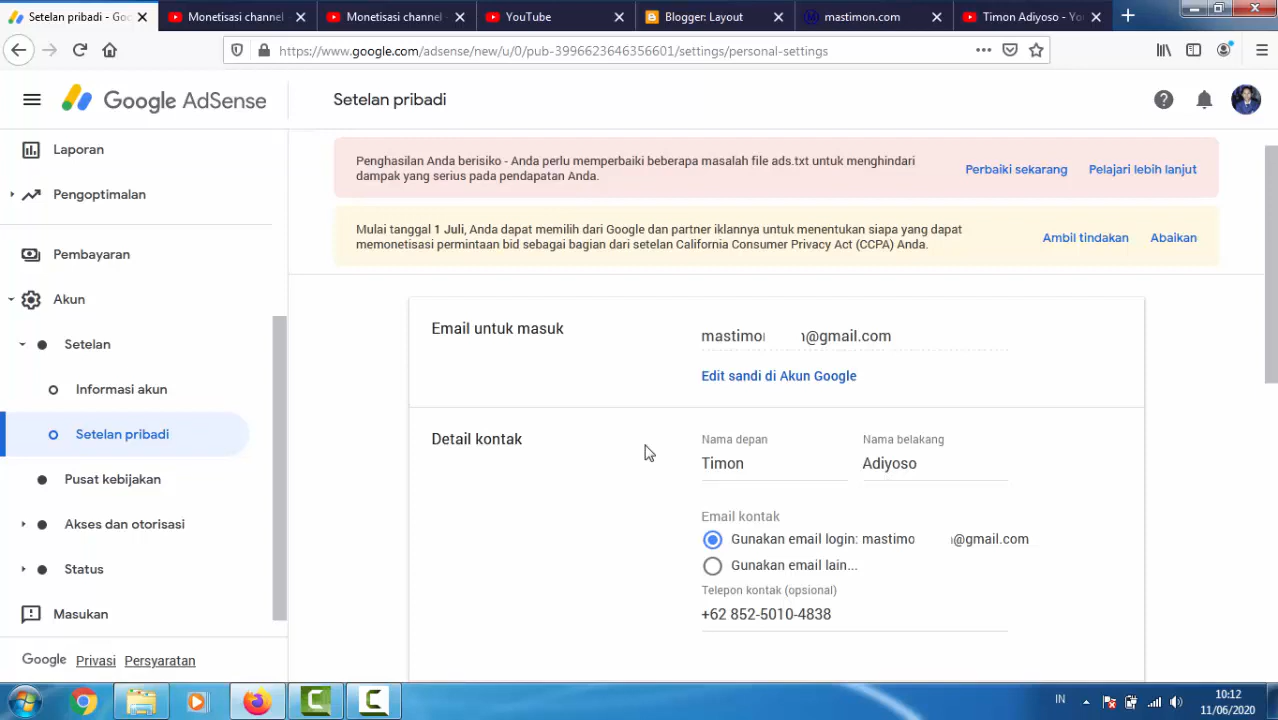 Setelan pribadi - Goo
Monetisasi channel
Monetisasi channel -
YouTube
Blogger: Layout
mastimon.com
Timon Adiyoso - Yo
https://www.google.com/adsense/new/u/0/pub-3996623646356601/settings/personal-settings
Google AdSense
Setelan pribadi
Laporan
Pengoptimalan
Pembayaran
Akun
Setelan
Informasi akun
Setelan pribadi
Pusat kebijakan
Akses dan otorisasi
Status
Masukan
Google Privasi Persyaratan
Penghasilan Anda berisiko - Anda perlu memperbaiki beberapa masalah file ads.txt untuk menghindari
dampak yang serius pada pendapatan Anda.
Perbaiki sekarang Pelajari lebih lanjut
Mulai tanggal 1 Juli, Anda dapat memilih dari Google dan partner iklannya untuk menentukan siapa yang dapat
memonetisasi permintaan bid sebagai bagian dari setelan California Consumer Privacy Act (CCPA) Anda.
Ambil tindakan Abaikan
Email untuk masuk
@gmail.com
Edit sandi di Akun Google
Detail kontak
Nama depan Nama belakang
Timon Adiyoso
Email kontak
Gunakan email login: mastimo @gmail.com
Gunakan email lain...
Telepon kontak (opsional)
+62 852-5010-4838
IN
10:12
11/06/2020